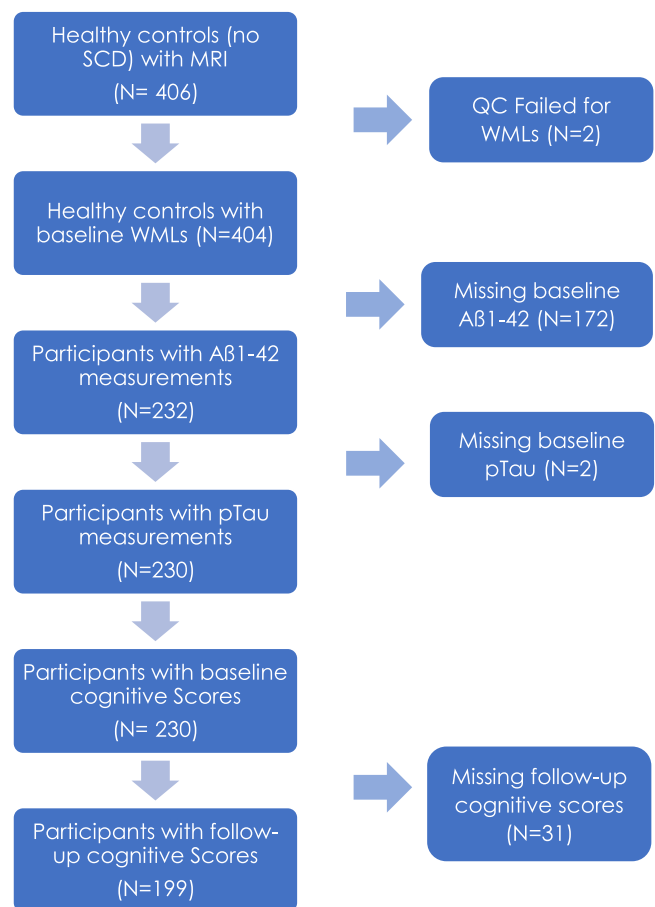 Healthy controls (no
SCD) with MRI
(N= 406)
QC Failed for
WMLs (N=2)
Healthy controls with
baseline WMLs (N=404)
Missing baseline
Aß1-42 (N=172)
Participants with Aß1-42
measurements
(N=232)
Missing baseline
pTau (N=2)
Participants with pTau
measurements
(N=230)
Participants with baseline
cognitive Scores
(N= 230)
Missing follow-up
cognitive scores
(N=31)
Participants with follow-
up cognitive Scores
(N=199)